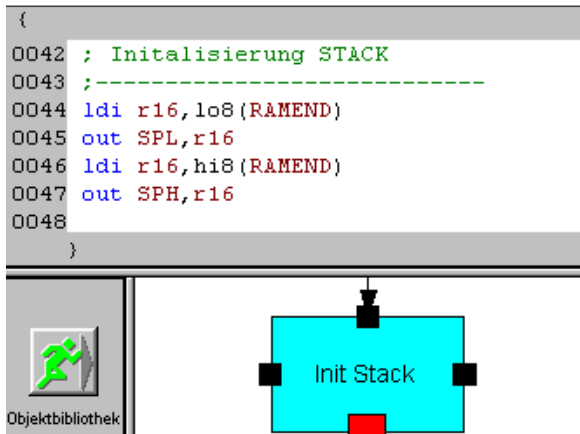 {
0042 ; Initalisierung STACK
0043 ;----------------------------
0044 ldi r16,lo8(RAMEND)
0045 out SPL,r16
0046 ldi r16,hi8(RAMEND)
0047 out SPH,r16
0048
}
Init Stack
Objektbibliothek